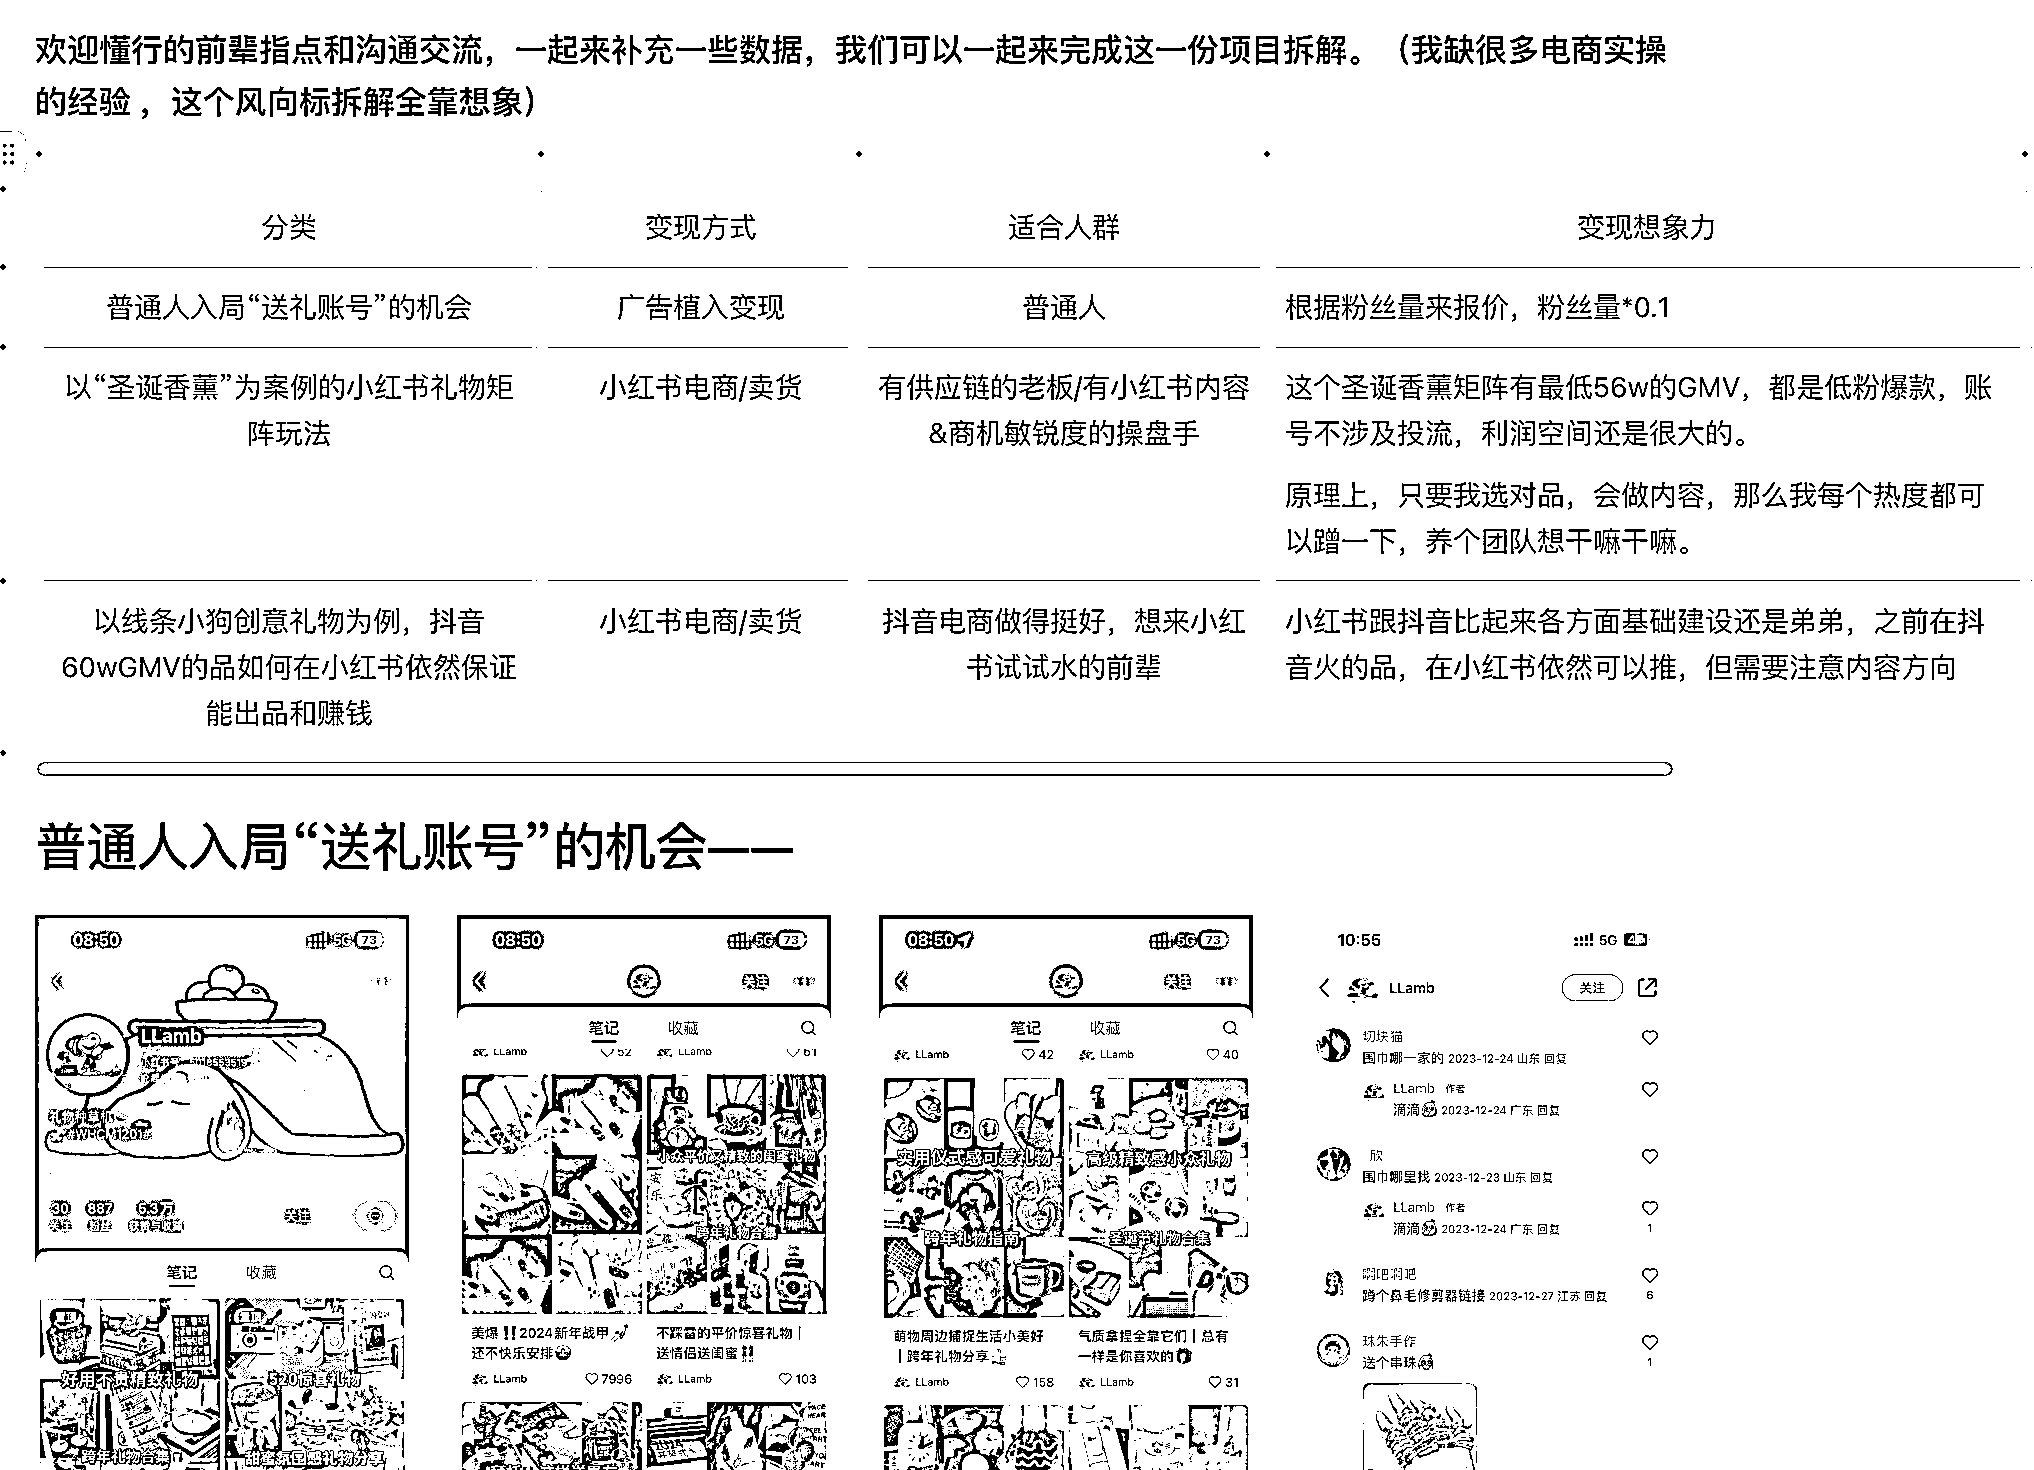 欢迎懂行的前辈指点和沟通交流，一起来补充一些数据，我们可以一起来完成这一份项目拆解。（我缺很多电商实操
的经验 ，这个风向标拆解全靠想象）
分类
变现方式
适合人群
变现想象力
普通人入局“送礼账号”的机会
广告植入变现
普通人
根据粉丝量来报价，粉丝量*0.1
以“圣诞香薰”为案例的小红书礼物矩
阵玩法
小红书电商/卖货
有供应链的老板/有小红书内容
&商机敏锐度的操盘手
这个圣诞香薰矩阵有最低56w的GMV，都是低粉爆款，账
号不涉及投流，利润空间还是很大的。
原理上，只要我选对品，会做内容，那么我每个热度都可
以蹭一下，养个团队想干嘛干嘛。
以线条小狗创意礼物为例，抖音
60wGMV的品如何在小红书依然保证
能出品和赚钱
小红书电商/卖货
抖音电商做得挺好，想来小红
书试试水的前辈
小红书跟抖音比起来各方面基础建设还是弟弟，之前在抖
音火的品，在小红书依然可以推，但需要注意内容方向
普通人入局“送礼账号”的机会——
08:50
5G 73
LLamb
30 887 6.3万
关注 粉丝 获赞与收藏
关注
笔记 收藏
好用不贵精致礼物
520惊喜礼物
跨年礼物合集
甜蜜氛围感礼物分享
08:50
5G 73
关注
笔记 收藏
LLamb 52
LLamb 61
小众平价又精致的闺蜜礼物
跨年礼物合集
美爆‼️2024新年战甲
还不快乐安排
LLamb 7996
不踩雷的平价惊喜礼物｜
送情侣送闺蜜‼️
LLamb 103
08:50
5G 73
关注
笔记 收藏
LLamb 42
LLamb 40
实用仪式感可爱礼物
跨年礼物指南
高级精致感小众礼物
圣诞节礼物合集
萌物周边捕捉生活小美好
｜跨年礼物分享
LLamb 158
气质拿捏全靠它们｜总有
一样是你喜欢的
LLamb 31
10:55
5G
LLamb
关注
切块猫
围巾哪一家的 2023-12-24 山东 回复
LLamb 作者
滴滴 2023-12-24 广东 回复
欣
围巾哪里找 2023-12-23 山东 回复
LLamb 作者
滴滴 2023-12-24 广东 回复
1
啊吧啊吧
蹲个鼻毛修剪器链接 2023-12-27 江苏 回复
6
珠朱手作
送个串珠
1